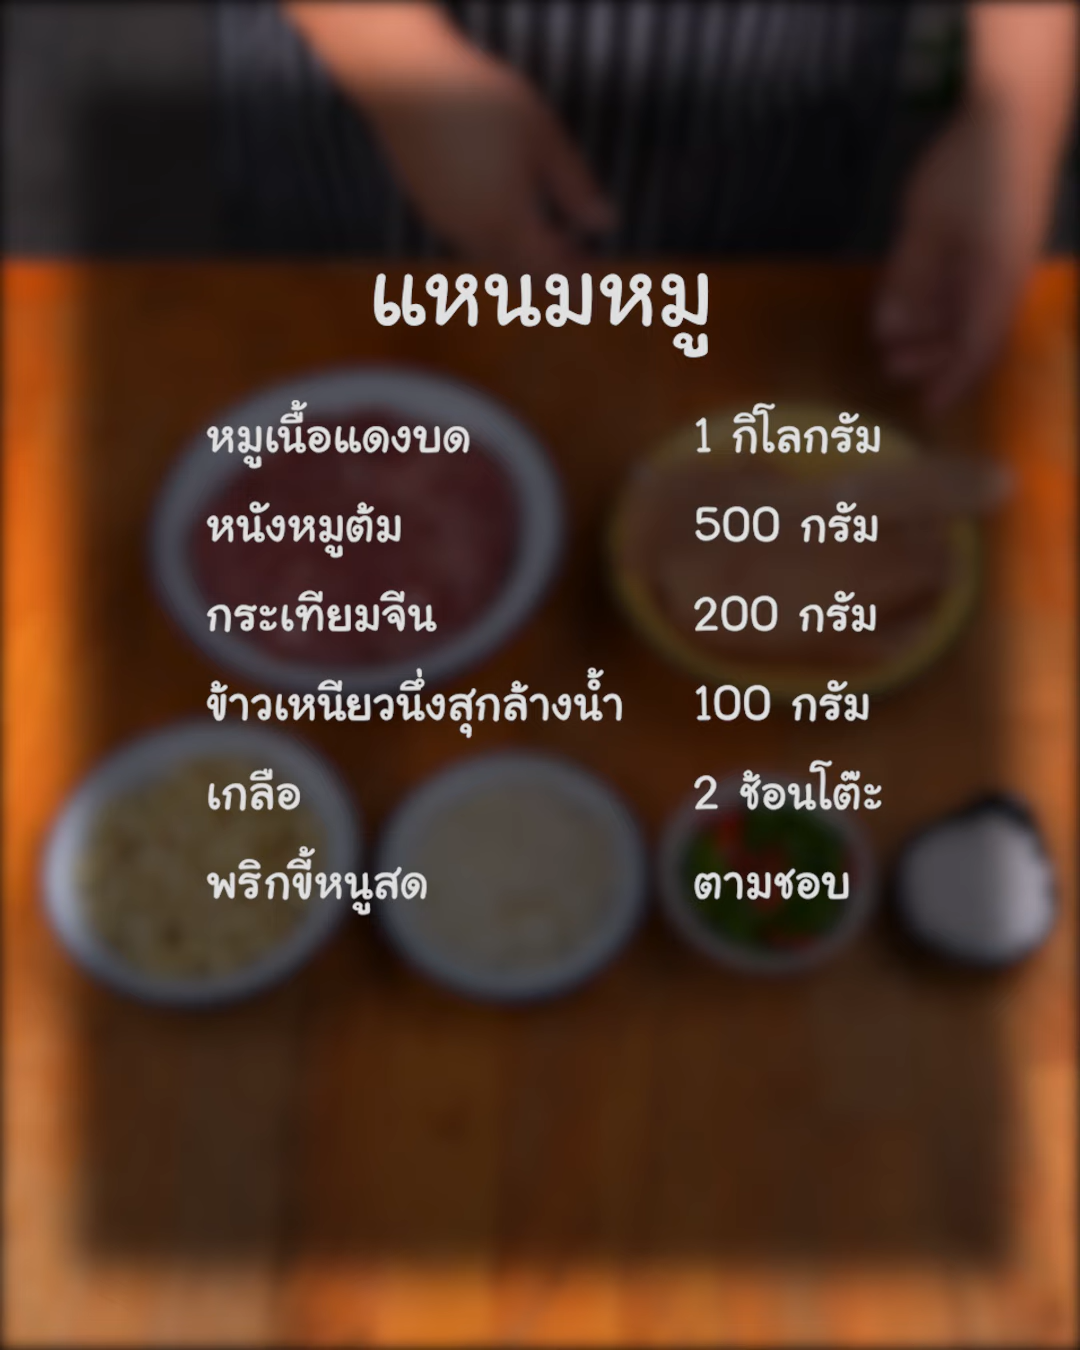 แหนมหมู
หมูเนื้อแดงบด 1 กิโลกรัม
หนังหมูต้ม 500 กรัม
กระเทียมจีน 200 กรัม
ข้าวเหนียวนึ่งสุกล้างน้ำ 100 กรัม
เกลือ 2 ช้อนโต๊ะ
พริกขี้หนูสด ตามชอบ